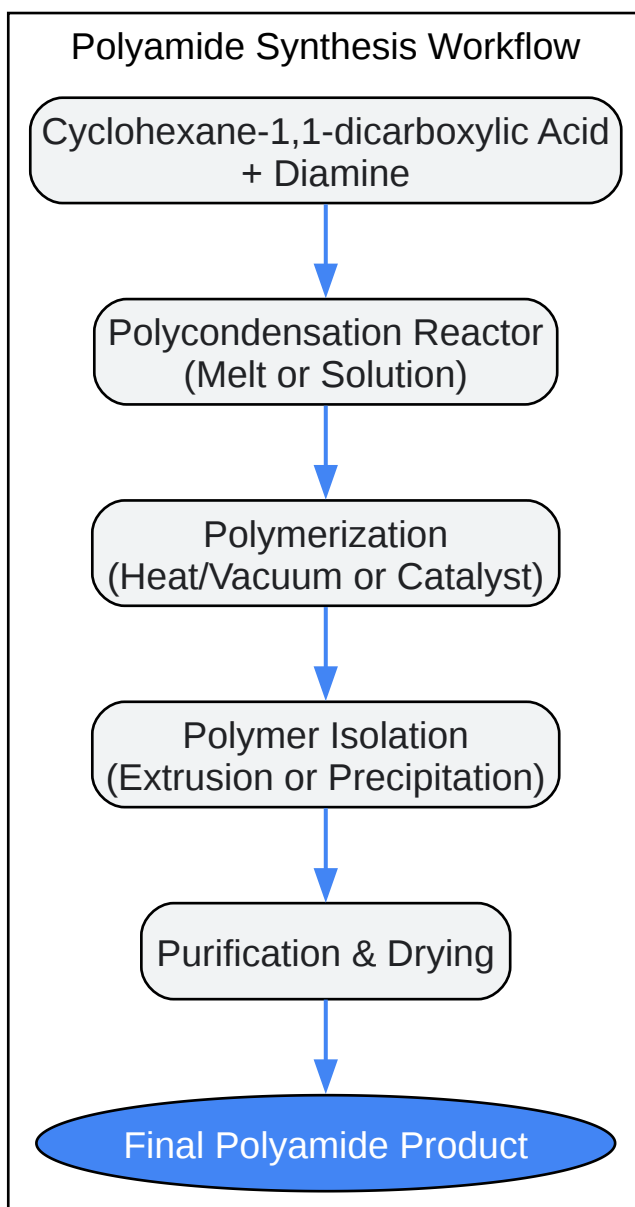 Polyamide Synthesis Workflow
Cyclohexane-1,1-dicarboxylic Acid
+ Diamine
Polycondensation Reactor
(Melt or Solution)
Polymerization
(Heat/Vacuum or Catalyst)
Polymer Isolation
(Extrusion or Precipitation)
Purification & Drying
Final Polyamide Product